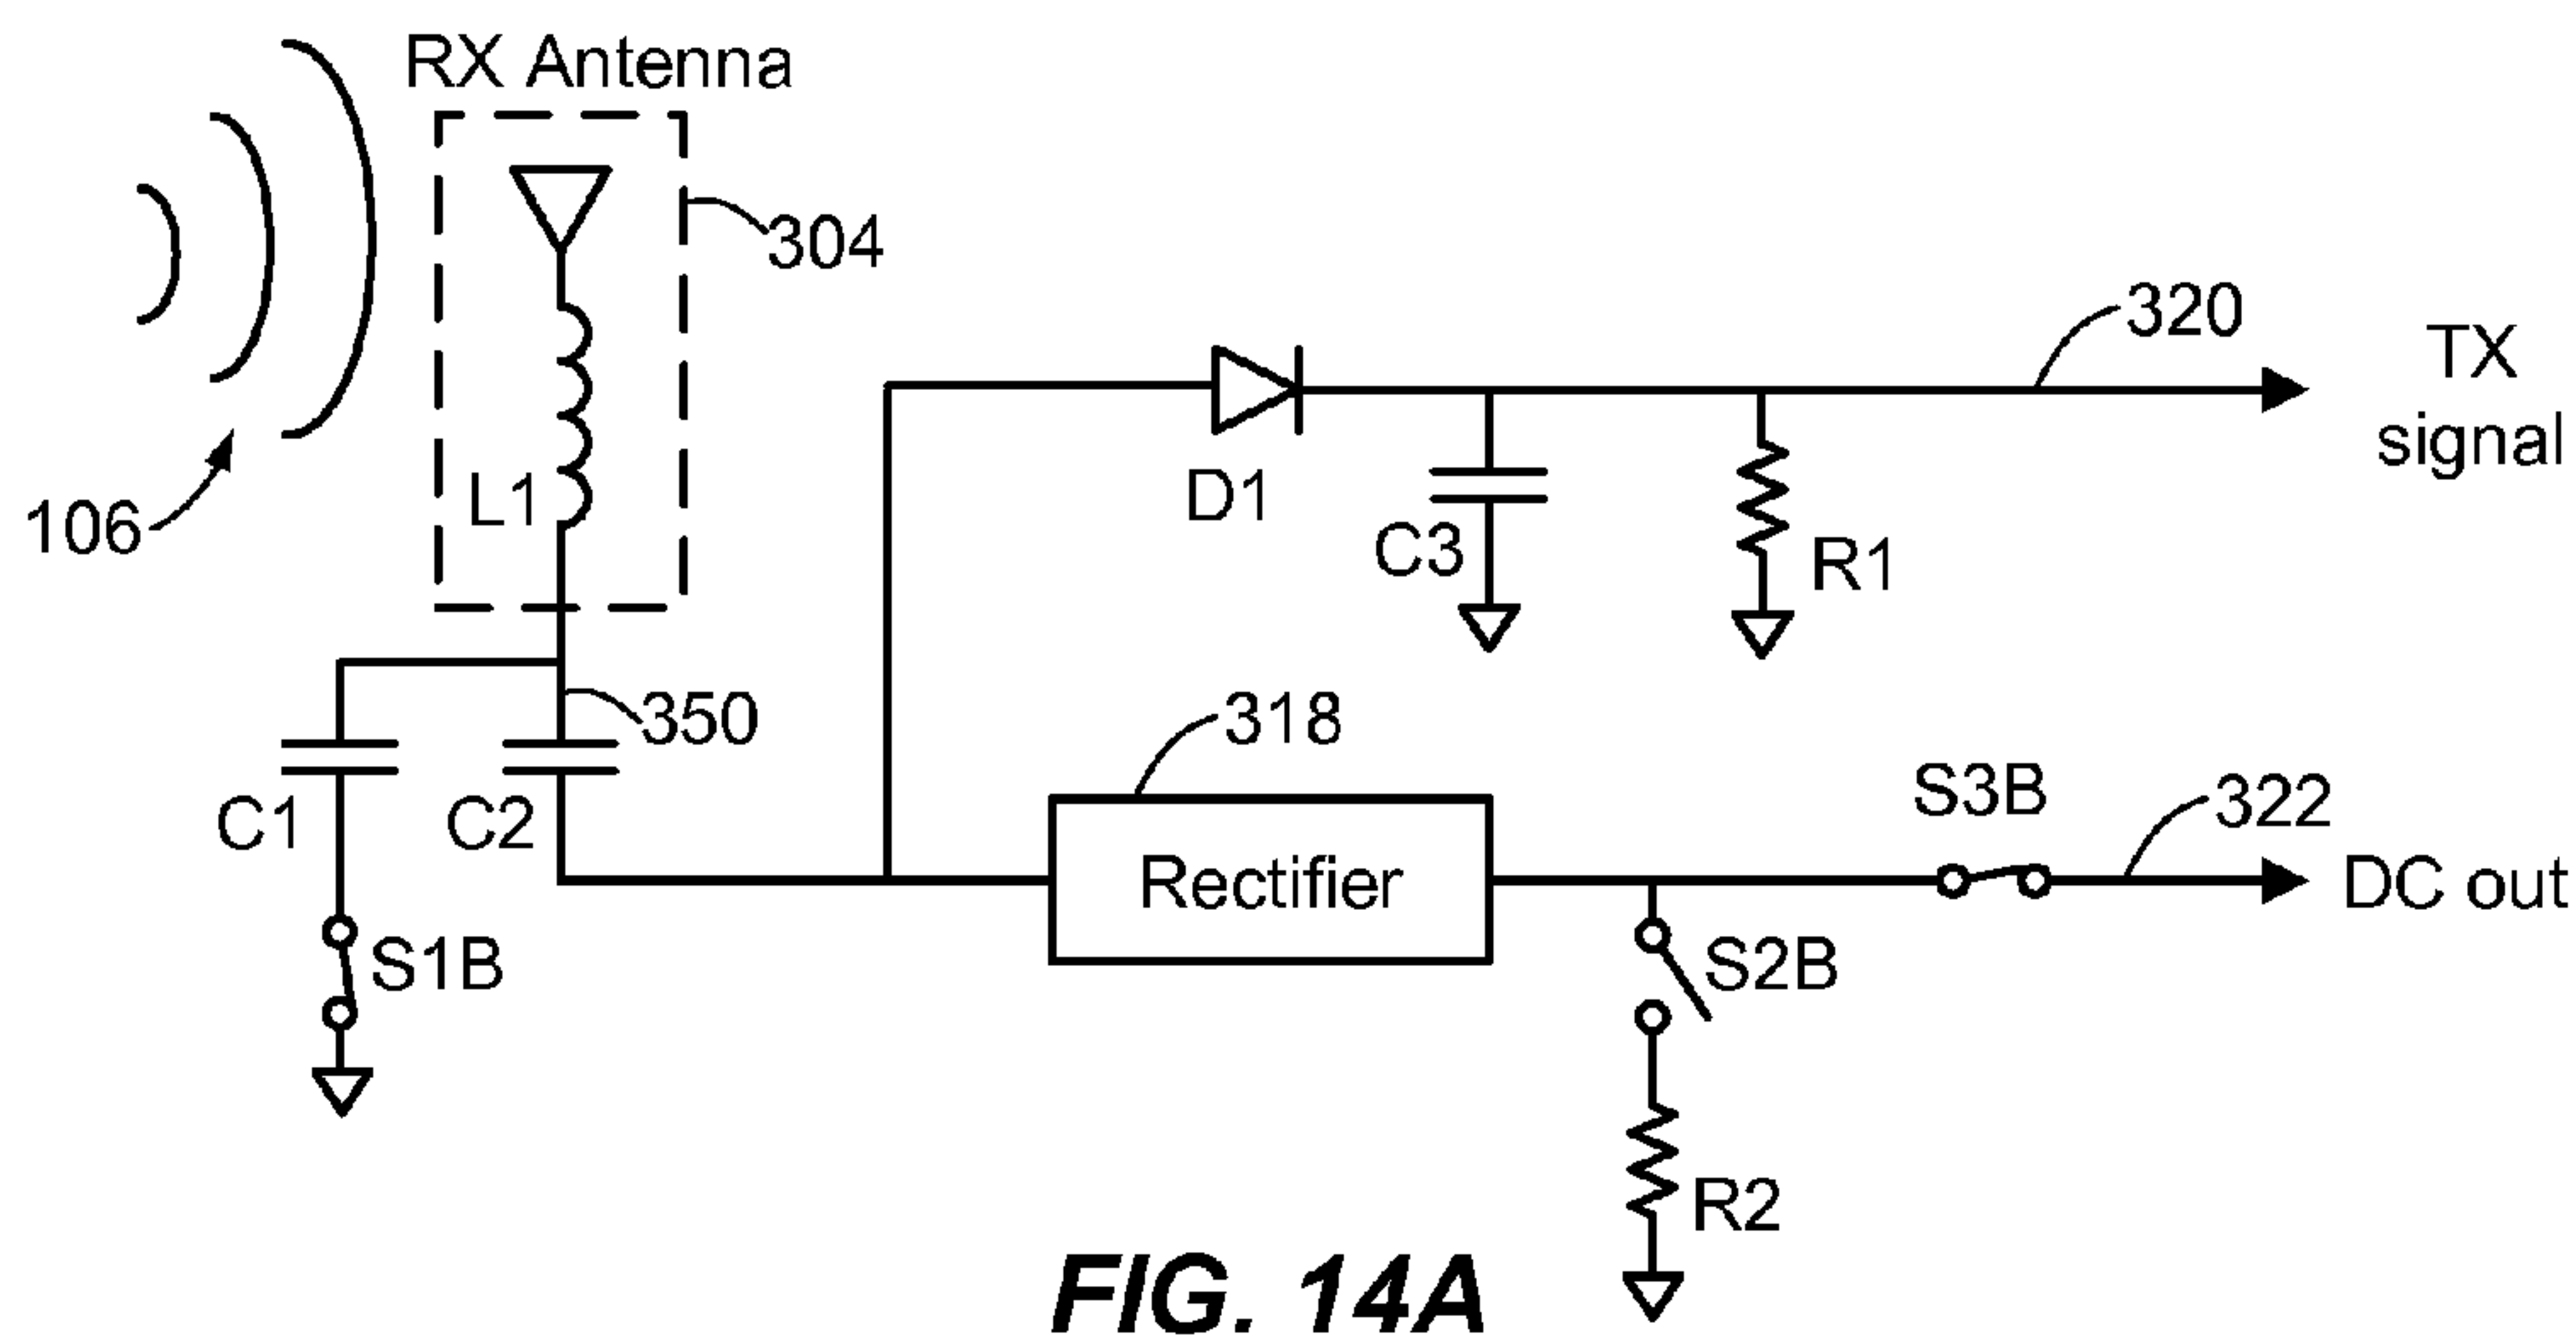 RX Antenna
304
320
TX
signal
L1
106
D1
C3
R1
350
318
C1
C2
S3B
322
Rectifier
DC out
S1B
S2B
R2
FIG. 14A